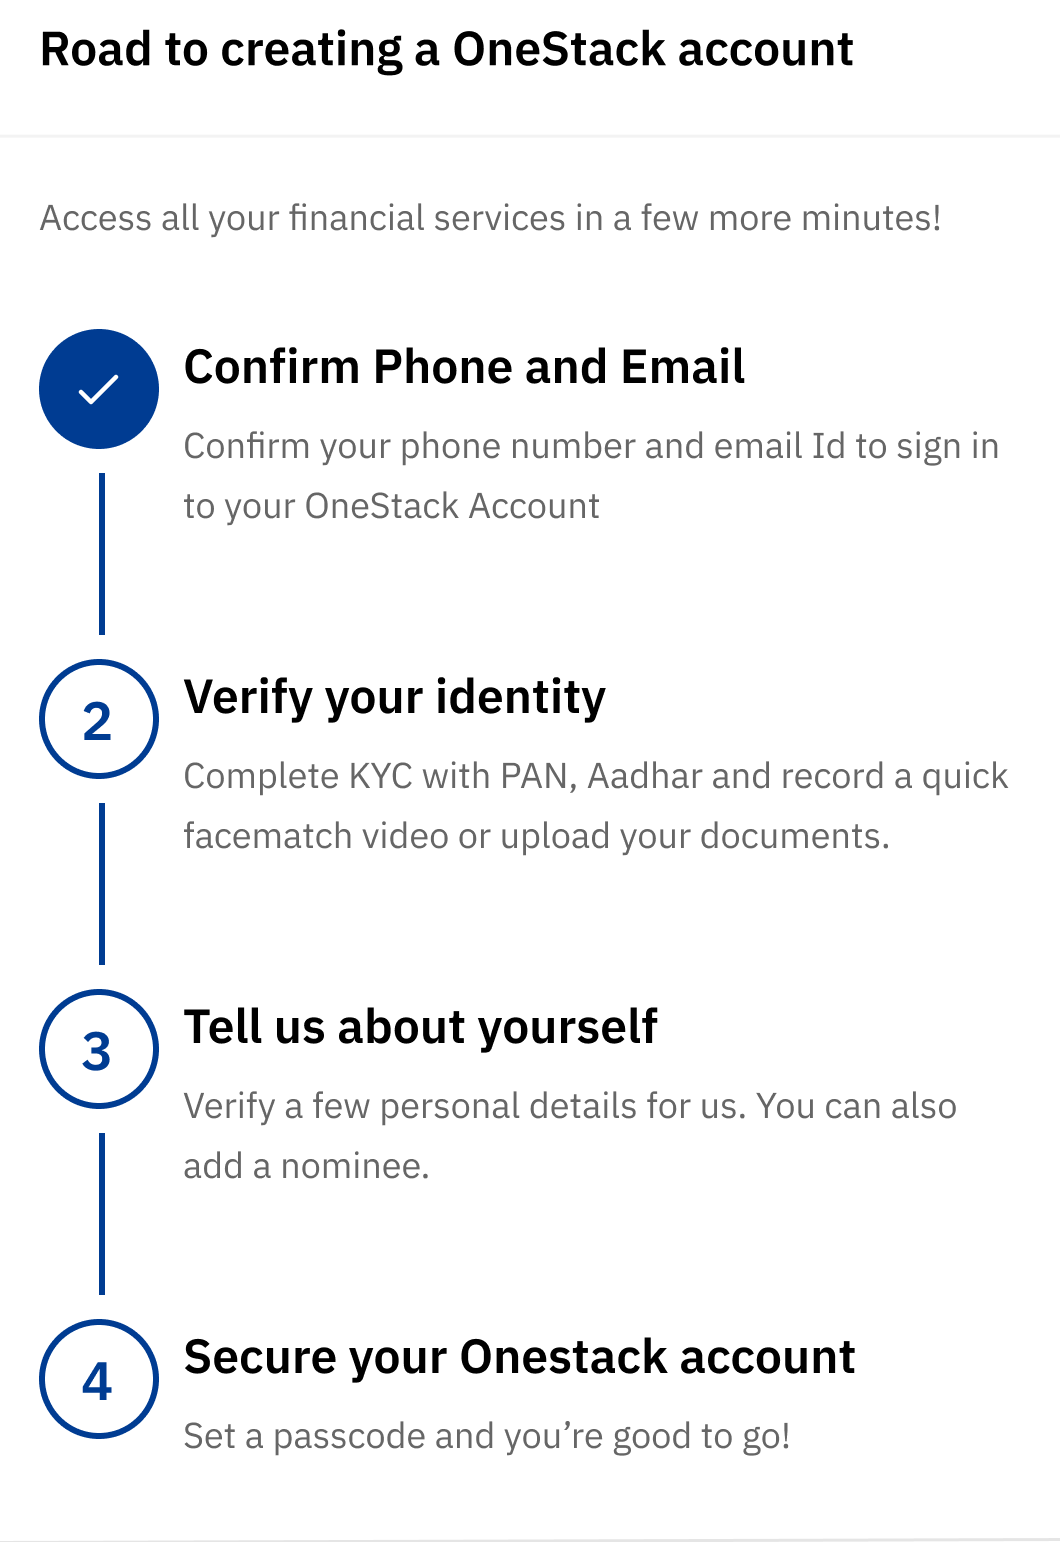 Road to creating a OneStack account
Access all your financial services in a few more minutes!
Confirm Phone and Email
Confirm your phone number and email Id to sign in
to your OneStack Account
2
Verify your identity
Complete KYC with PAN, Aadhar and record a quick
facematch video or upload your documents.
3
Tell us about yourself
Verify a few personal details for us. You can also
add a nominee.
4
Secure your Onestack account
Set a passcode and you’re good to go!